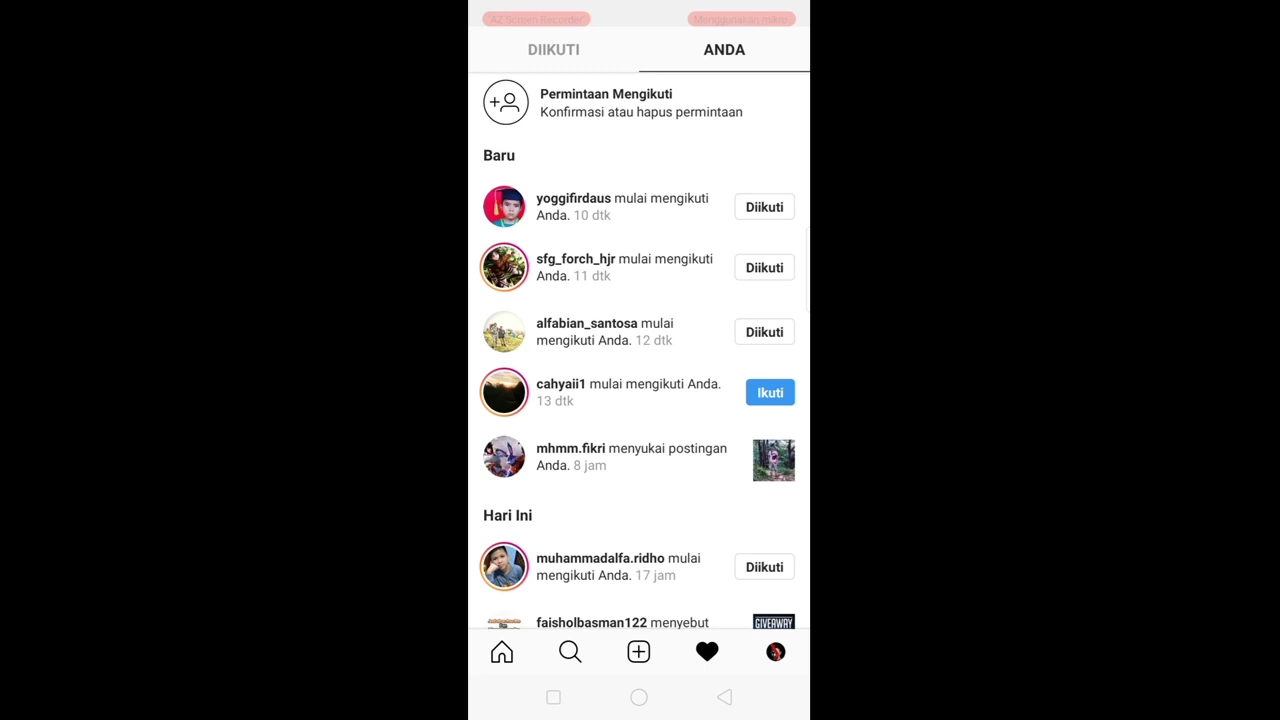 "AZ Screen Recorder" Menggunakan mikro
DIIKUTI ANDA
Permintaan Mengikuti
Konfirmasi atau hapus permintaan
Baru
yoggifirdaus mulai mengikuti
Anda. 10 dtk
Diikuti
sfg_forch_hjr mulai mengikuti
Anda. 11 dtk
Diikuti
alfabian_santosa mulai
mengikuti Anda. 12 dtk
Diikuti
cahyaii1 mulai mengikuti Anda.
13 dtk
Ikuti
mhmm.fikri menyukai postingan
Anda. 8 jam
Hari Ini
muhammadalfa.ridho mulai
mengikuti Anda. 17 jam
Diikuti
faisholbasman122 menyebut
GIVERWAY